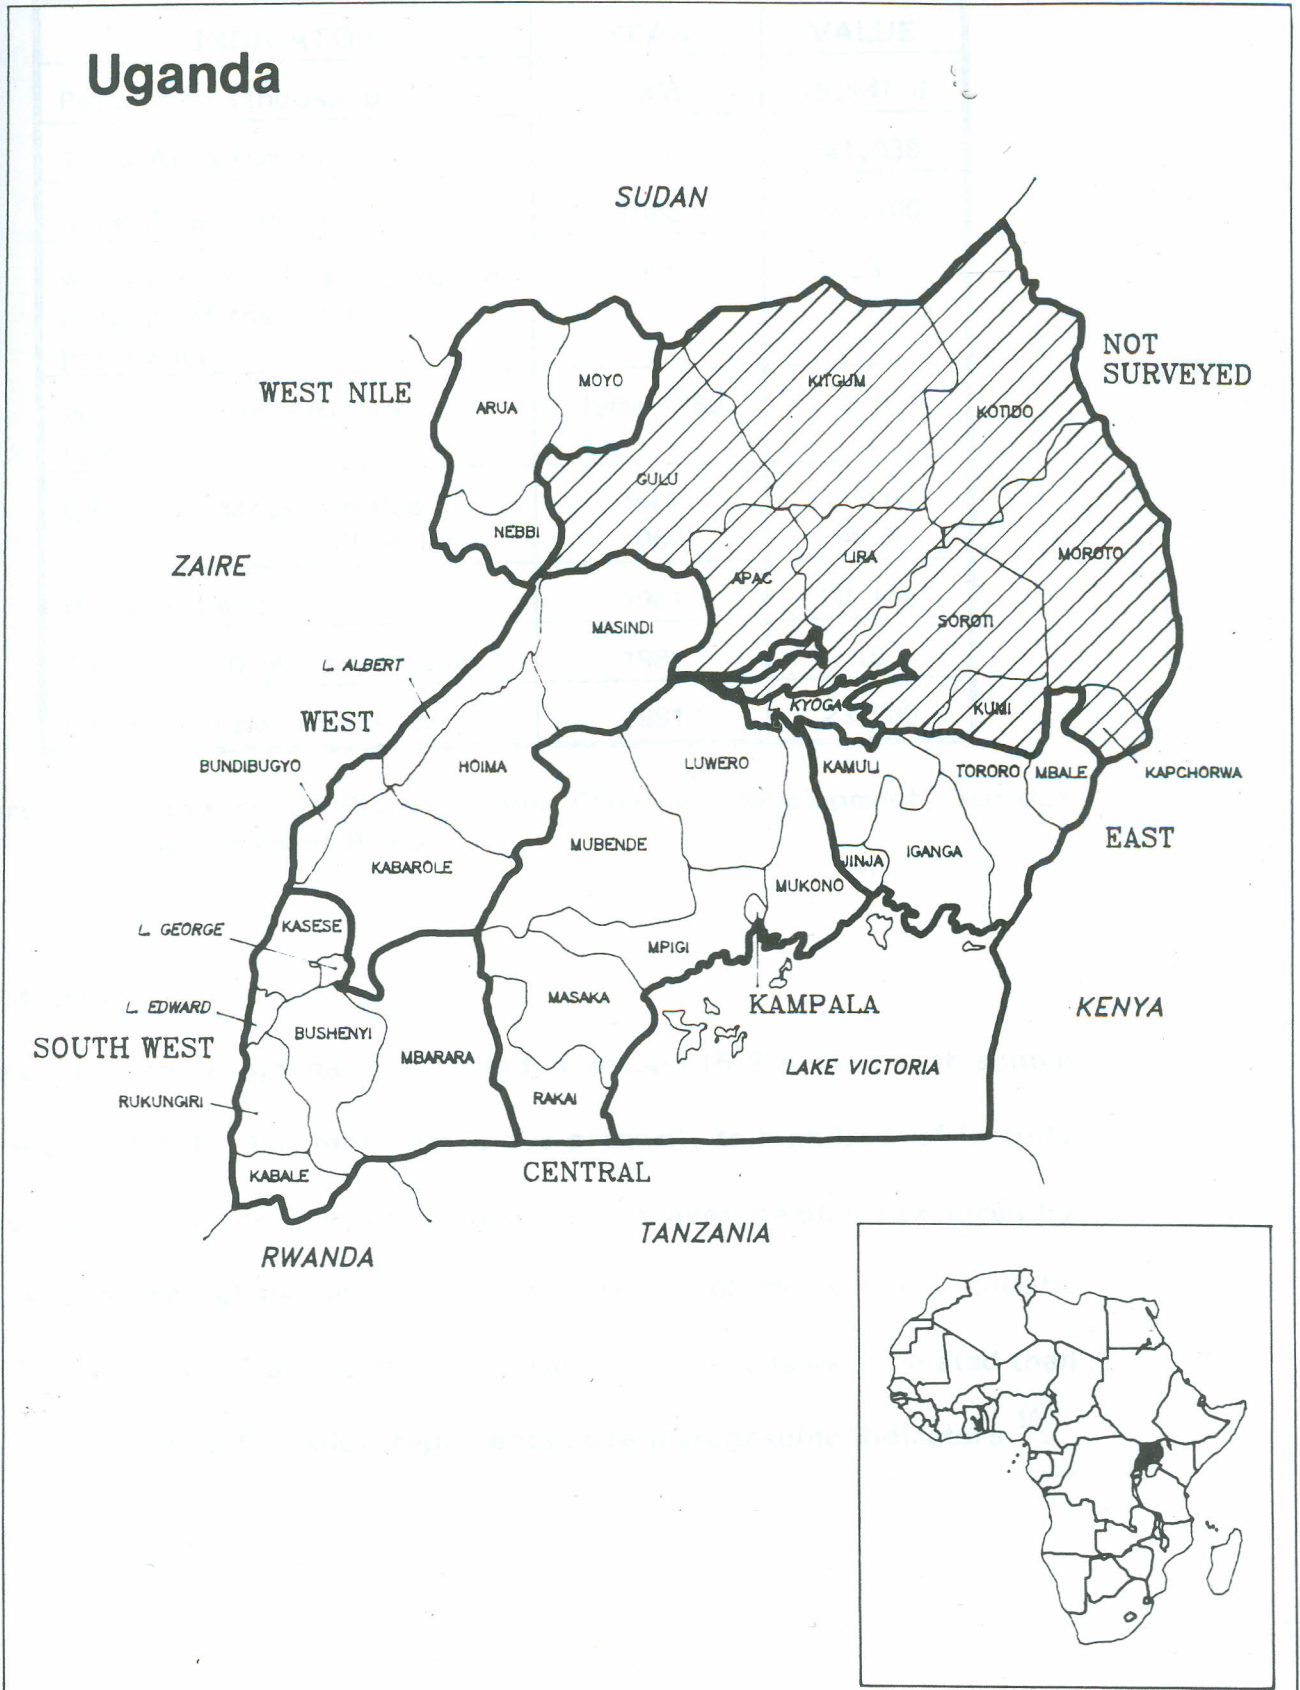 Uganda
SUDAN
NOT
SURVEYED
WEST NILE
MOYO
ARUA
KITGUM
KOTIDO
GULU
NEBBI
ZAIRE
LIRA
MOROTO
APAC
SOROTI
MASINDI
L. ALBERT
WEST
L. KYOGA
KUMI
BUNDIBUGYO
HOIMA
LUWERO
KAMULI
TORORO
MBALE
KAPCHORWA
EAST
MUBENDE
KABAROLE
JINJA
IGANGA
MUKONO
KASESE
L. GEORGE
MPIGI
MASAKA
KAMPALA
KENYA
L. EDWARD
BUSHENYI
SOUTH WEST
MBARARA
LAKE VICTORIA
RUKUNGIRI
RAKAI
KABALE
CENTRAL
TANZANIA
RWANDA